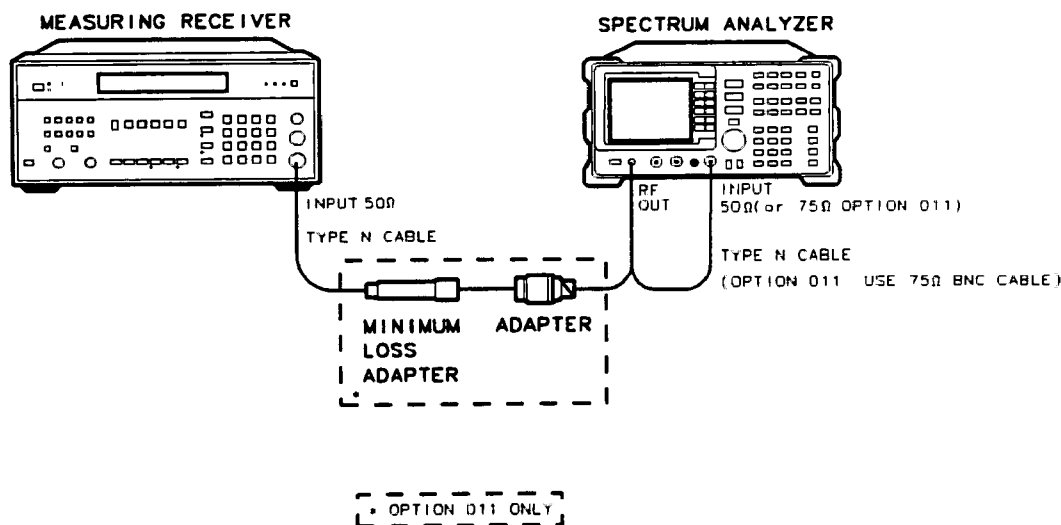 MEASURING RECEIVER
SPECTRUM ANALYZER
RF
OUT
INPUT
50Ω(or 75Ω OPTION 011)
INPUT 50Ω
TYPE N CABLE
TYPE N CABLE
(OPTION 011 USE 75Ω BNC CABLE)
MINIMUM
LOSS
ADAPTER
ADAPTER
*
* OPTION 011 ONLY